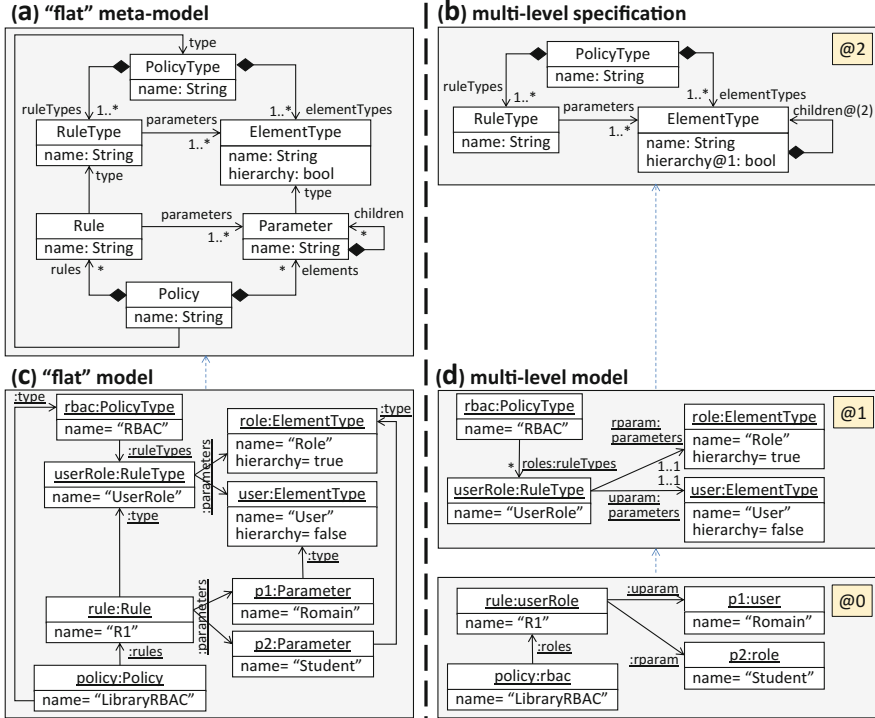 (a) “flat” meta-model
type
PolicyType
name: String
ruleTypes
1..*
1..*
elementTypes
RuleType
name: String
parameters
1..*
ElementType
name: String
hierarchy: bool
type
type
Rule
name: String
parameters
1..*
Parameter
name: String
children
*
rules
*
*
elements
Policy
name: String
(b) multi-level specification
@2
PolicyType
name: String
ruleTypes
1..*
1..*
elementTypes
RuleType
name: String
parameters
1..*
ElementType
name: String
hierarchy@1: bool
children@(2)
(c) “flat” model
:type
rbac:PolicyType
name= “RBAC”
:ruleTypes
userRole:RuleType
name= “UserRole”
:parameters
role:ElementType
name= “Role”
hierarchy= true
:type
user:ElementType
name= “User”
hierarchy= false
:type
:type
rule:Rule
name= “R1”
:parameters
p1:Parameter
name= “Romain”
p2:Parameter
name= “Student”
:rules
policy:Policy
name= “LibraryRBAC”
(d) multi-level model
@1
rbac:PolicyType
name= “RBAC”
* roles:ruleTypes
userRole:RuleType
name= “UserRole”
rparam:
parameters
1..1
role:ElementType
name= “Role”
hierarchy= true
1..1
uparam:
parameters
user:ElementType
name= “User”
hierarchy= false
@0
rule:userRole
name= “R1”
:uparam
p1:user
name= “Romain”
:rparam
p2:role
name= “Student”
:roles
policy:rbac
name= “LibraryRBAC”